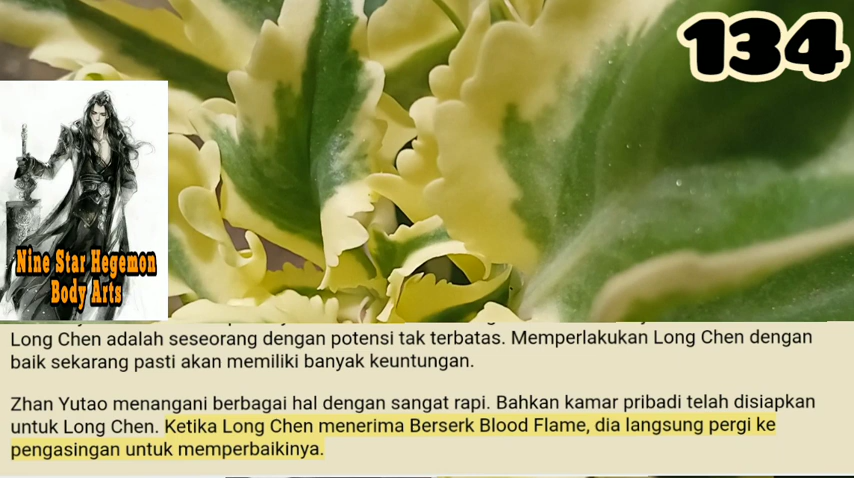 134
Nine Star Hegemon
Body Arts
Long Chen adalah seseorang dengan potensi tak terbatas. Memperlakukan Long Chen dengan
baik sekarang pasti akan memiliki banyak keuntungan.
Zhan Yutao menangani berbagai hal dengan sangat rapi. Bahkan kamar pribadi telah disiapkan
untuk Long Chen. Ketika Long Chen menerima Berserk Blood Flame, dia langsung pergi ke
pengasingan untuk memperbaikinya.